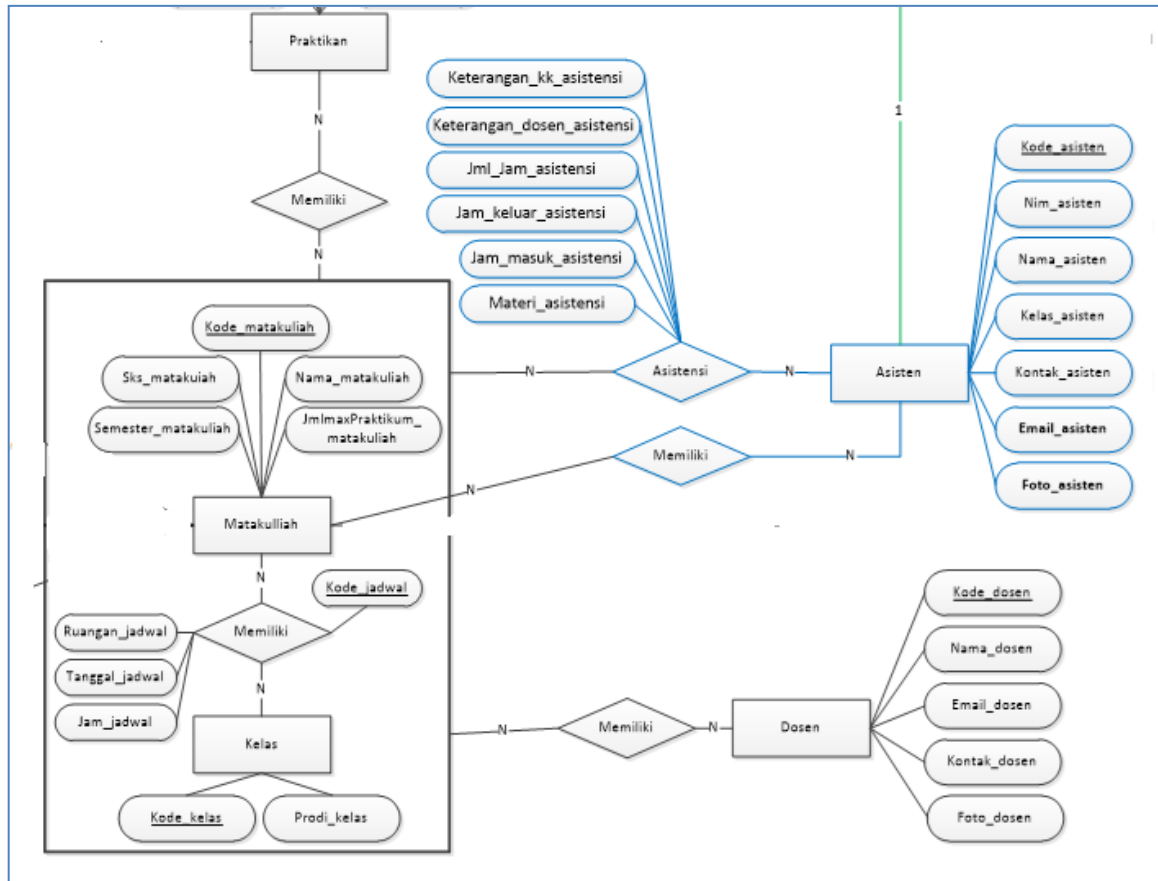 Praktikan
N
Memiliki
N
Keterangan_kk_asistensi
Keterangan_dosen_asistensi
Jml_Jam_asistensi
Jam_keluar_asistensi
Jam_masuk_asistensi
Materi_asistensi
1
Kode_asisten
Nim_asisten
Nama_asisten
Kelas_asisten
Kontak_asisten
Email_asisten
Foto_asisten
N
Asistensi
N
Asisten
Memiliki
N
N
Kode_matakuliah
Sks_matakuiah
Nama_matakuliah
Semester_matakuliah
JmlmaxPraktikum_
matakuliah
Matakulliah
N
Kode_jadwal
Ruangan_jadwal
Memiliki
Tanggal_jadwal
Jam_jadwal
N
Kelas
Kode_kelas
Prodi_kelas
N
Memiliki
N
Dosen
Kode_dosen
Nama_dosen
Email_dosen
Kontak_dosen
Foto_dosen